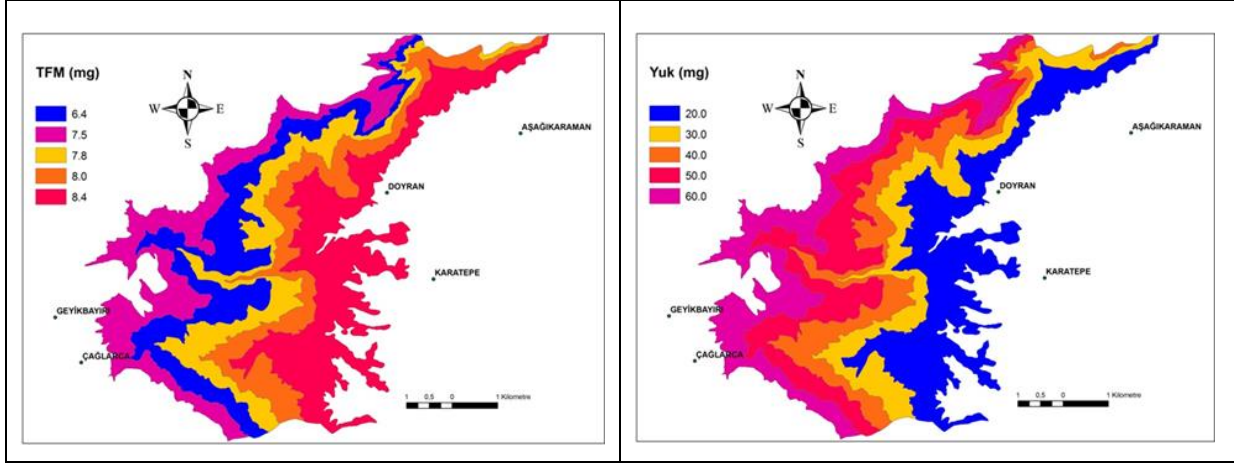 TFM (mg)
N
W E
S
6.4
7.5
7.8
8.0
8.4
AŞAĞIKARAMAN
DOYRAN
KARATEPE
GEYİKBAYIRI
ÇAĞLARCA
1 0,5 0 1 Kilometre
Yuk (mg)
N
W E
S
20.0
30.0
40.0
50.0
60.0
AŞAĞIKARAMAN
DOYRAN
KARATEPE
GEYİKBAYIRI
ÇAĞLARCA
1 0,5 0 1 Kilometre